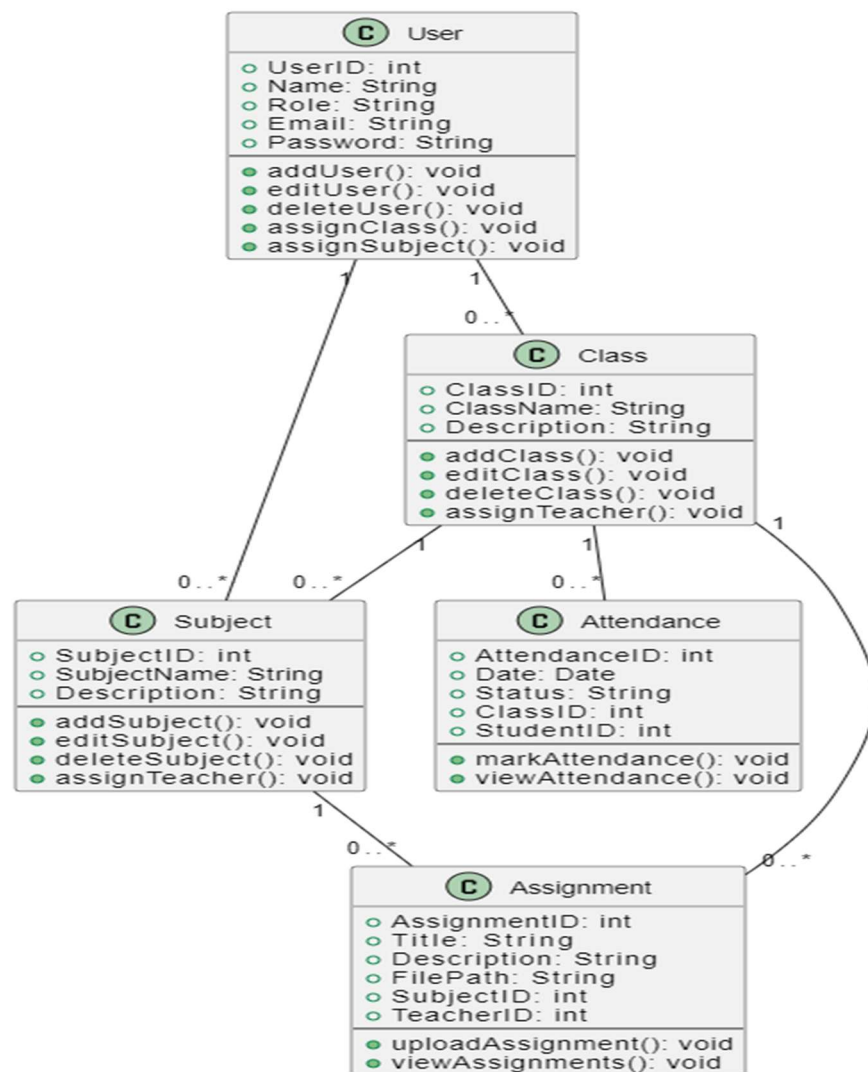 C User
UserID: int
Name: String
Role: String
Email: String
Password: String
addUser(): void
editUser(): void
deleteUser(): void
assignClass(): void
assignSubject(): void
1
1
0..*
C Class
ClassID: int
ClassName: String
Description: String
addClass(): void
editClass(): void
deleteClass(): void
assignTeacher(): void
1
1
1
0..*
0..*
0..*
C Subject
SubjectID: int
SubjectName: String
Description: String
addSubject(): void
editSubject(): void
deleteSubject(): void
assignTeacher(): void
C Attendance
AttendanceID: int
Date: Date
Status: String
ClassID: int
StudentID: int
markAttendance(): void
viewAttendance(): void
1
0..*
0..*
C Assignment
AssignmentID: int
Title: String
Description: String
FilePath: String
SubjectID: int
TeacherID: int
uploadAssignment(): void
viewAssignments(): void